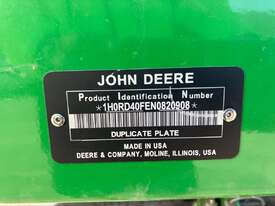 JOHN DEERE
Product Identification Number
*1H0RD40FEN0820908*
DUPLICATE PLATE
MADE IN USA
DEERE & COMPANY, MOLINE, ILLINOIS, USA